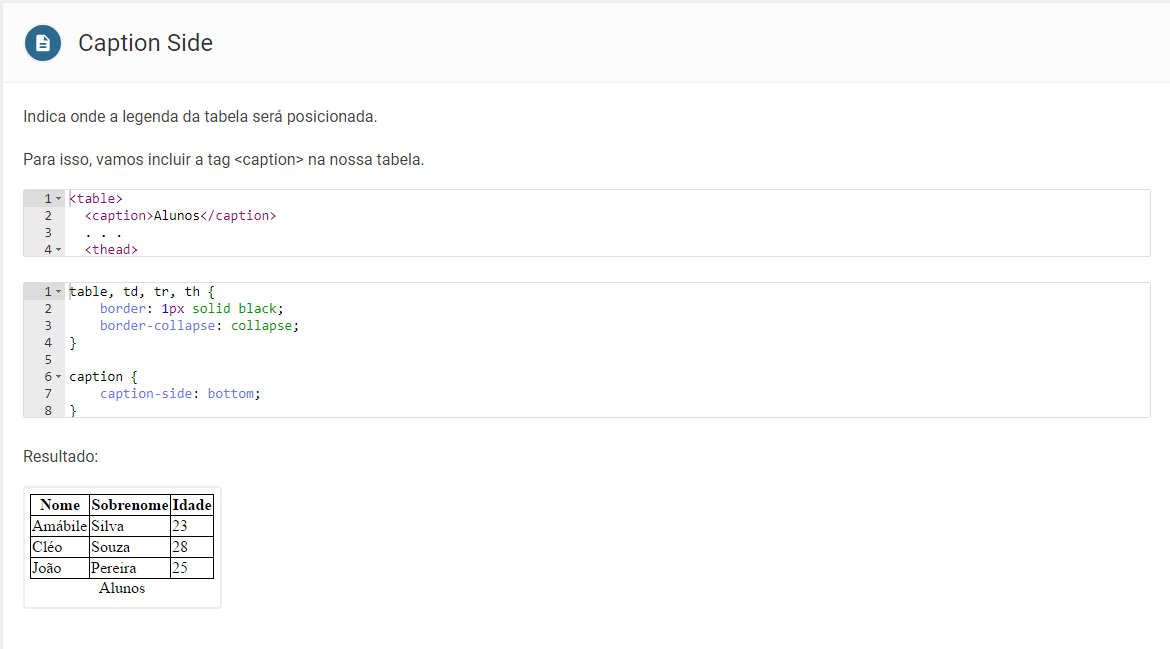 Caption Side
Indica onde a legenda da tabela será posicionada.
Para isso, vamos incluir a tag <caption> na nossa tabela.
1 <table>
2 <caption>Alunos</caption>
3 . . .
4 <thead>
1 table, td, tr, th {
2 border: 1px solid black;
3 border-collapse: collapse;
4 }
5
6 caption {
7 caption-side: bottom;
8 }
Resultado:
Nome Sobrenome Idade
Amábile Silva 23
Cléo Souza 28
João Pereira 25
Alunos